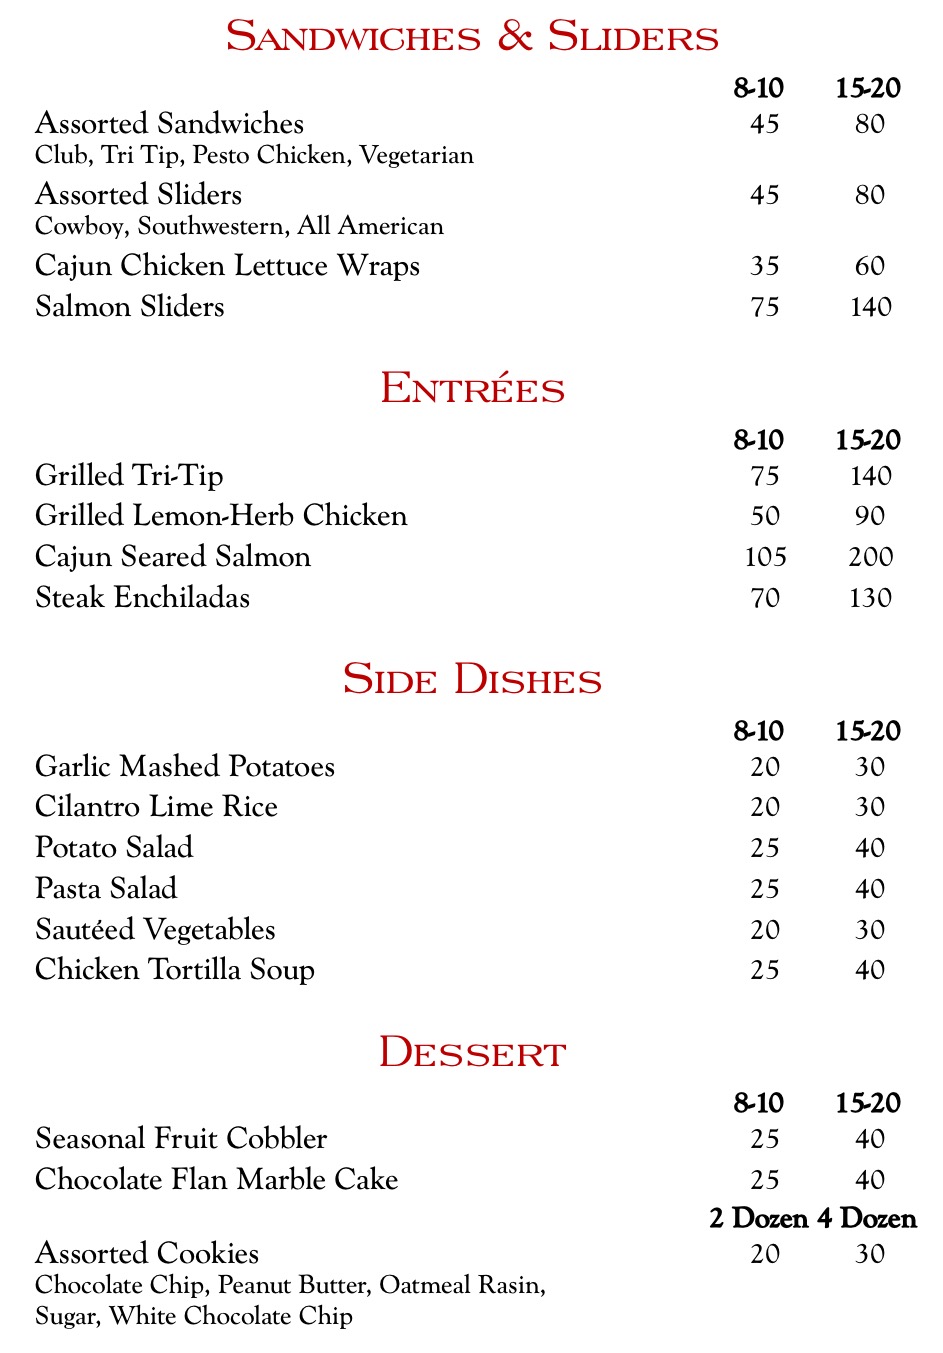 Sandwiches & Sliders
8-10 15-20
Assorted Sandwiches 45 80
Club, Tri Tip, Pesto Chicken, Vegetarian
Assorted Sliders 45 80
Cowboy, Southwestern, All American
Cajun Chicken Lettuce Wraps 35 60
Salmon Sliders 75 140
Entrées
8-10 15-20
Grilled Tri-Tip 75 140
Grilled Lemon-Herb Chicken 50 90
Cajun Seared Salmon 105 200
Steak Enchiladas 70 130
Side Dishes
8-10 15-20
Garlic Mashed Potatoes 20 30
Cilantro Lime Rice 20 30
Potato Salad 25 40
Pasta Salad 25 40
Sautéed Vegetables 20 30
Chicken Tortilla Soup 25 40
Dessert
8-10 15-20
Seasonal Fruit Cobbler 25 40
Chocolate Flan Marble Cake 25 40
2 Dozen 4 Dozen
Assorted Cookies 20 30
Chocolate Chip, Peanut Butter, Oatmeal Rasin,
Sugar, White Chocolate Chip